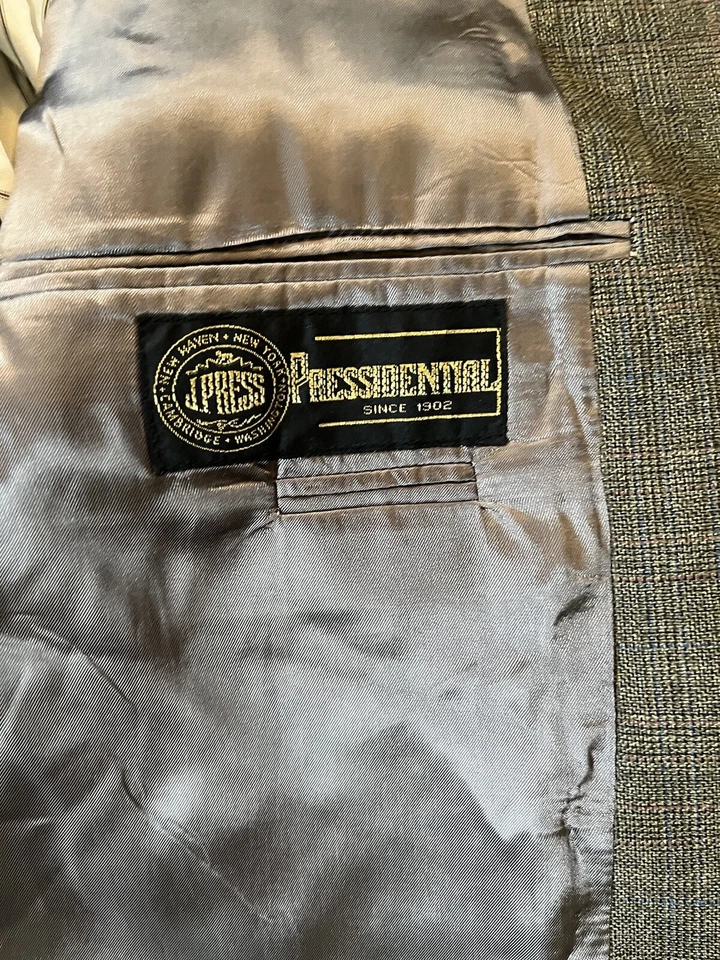 NEW HAVEN • NEW YORK
J.PRESS
CAMBRIDGE • WASHINGTON
PRESSIDENTIAL
SINCE 1902